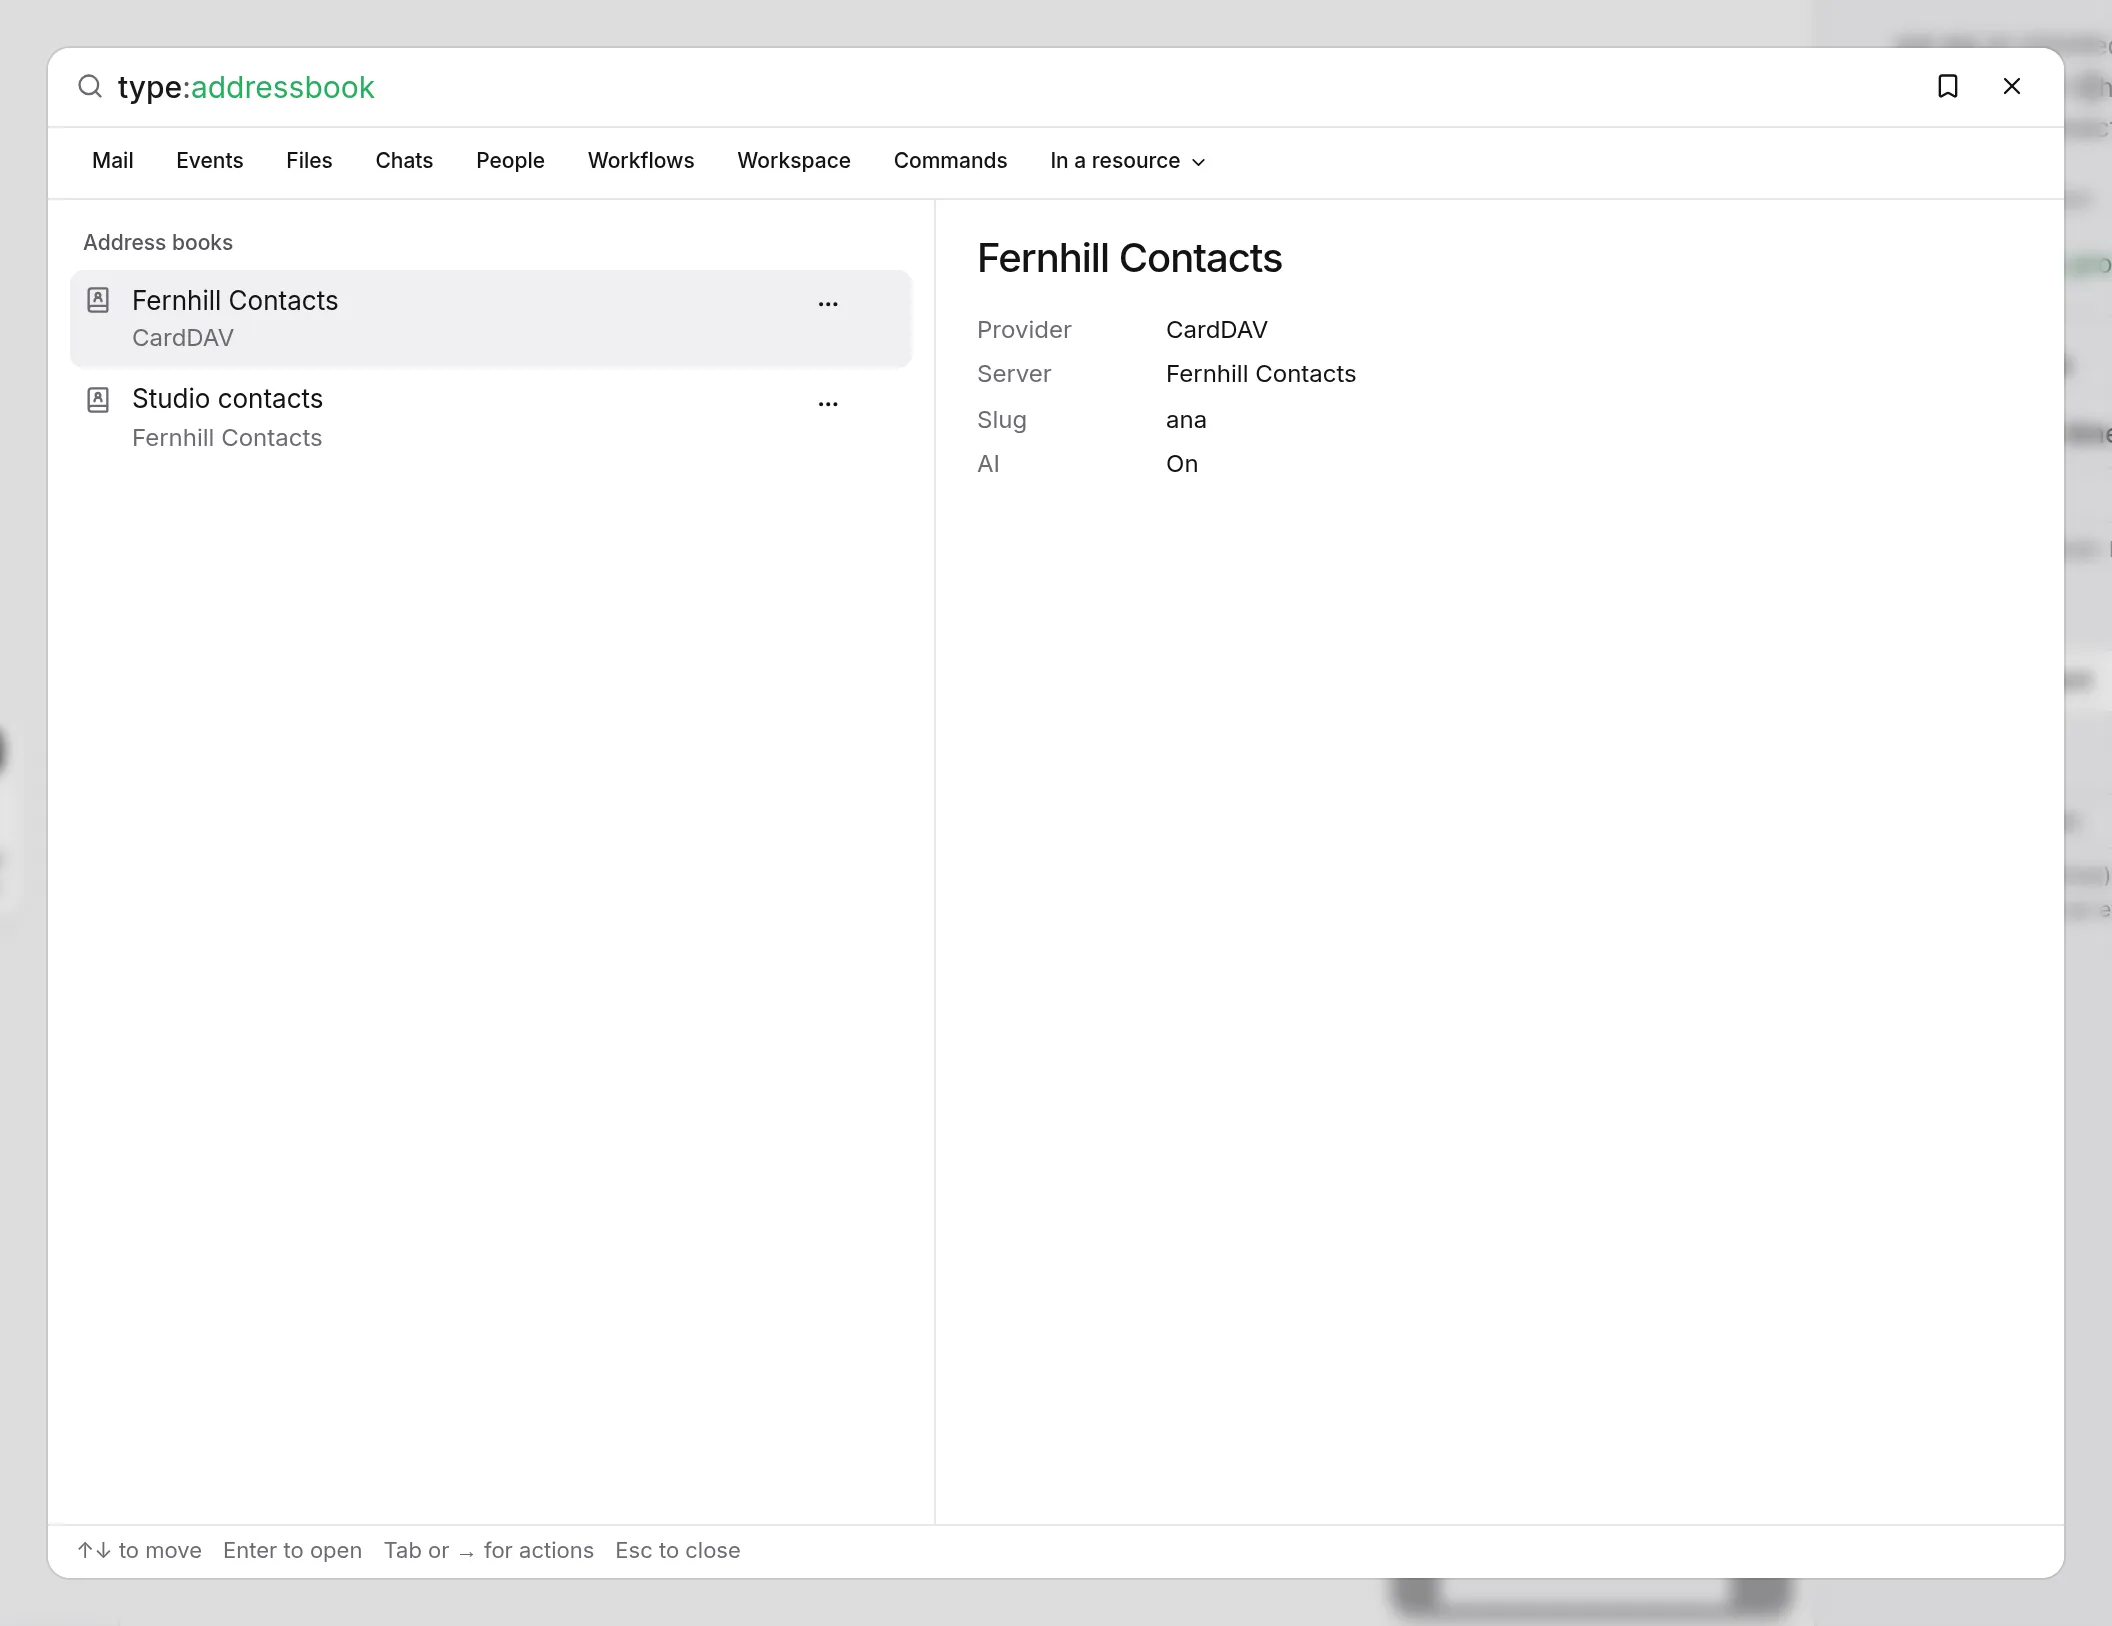 type:addressbook
Mail Events Files Chats People Workflows Workspace Commands In a resource
Address books
Fernhill Contacts
CardDAV
Studio contacts
Fernhill Contacts
Fernhill Contacts
Provider CardDAV
Server Fernhill Contacts
Slug ana
AI On
↑↓ to move Enter to open Tab or → for actions Esc to close